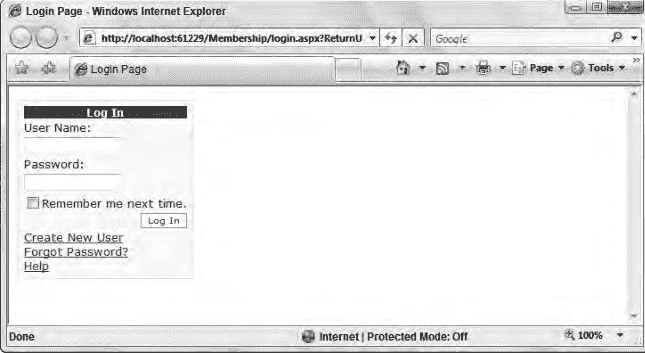 Login Page - Windows Internet Explorer
http://localhost:61229/Membership/login.aspx?ReturnU
Google
Login Page
Page
Tools
Log In
User Name:
Password:
Remember me next time.
Log In
Create New User
Forgot Password?
Help
Done
Internet | Protected Mode: Off
100%